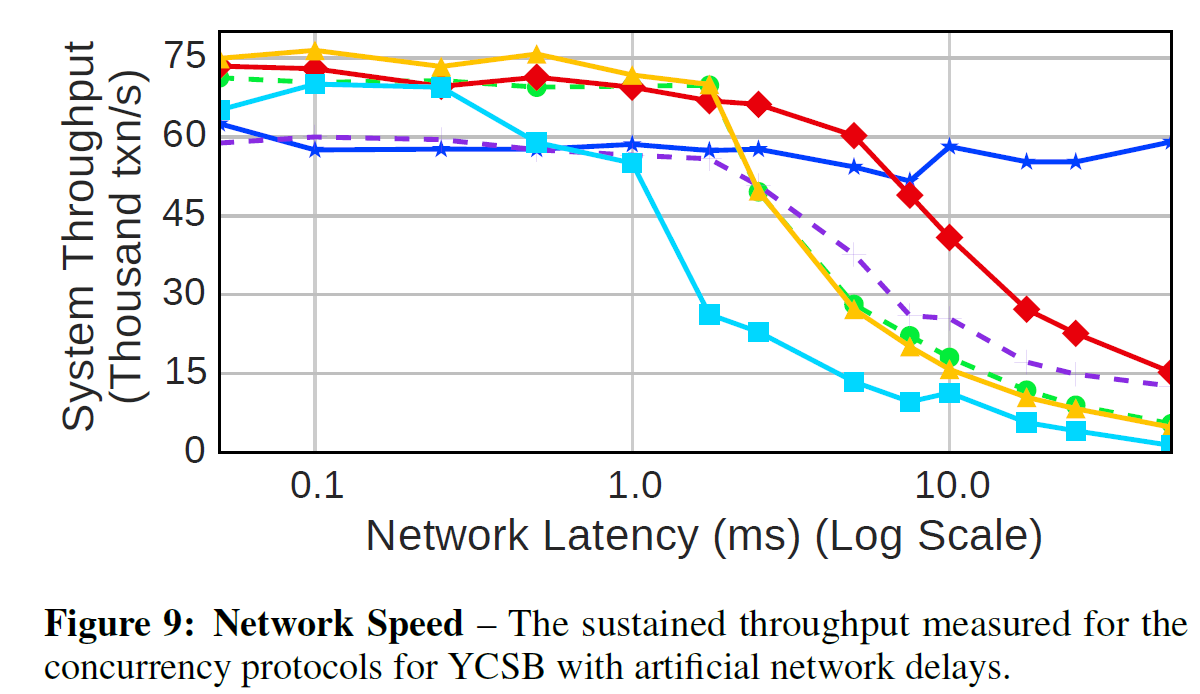 System Throughput
(Thousand txn/s)
75
60
45
30
15
0
0.1 1.0 10.0
Network Latency (ms) (Log Scale)
Figure 9: Network Speed – The sustained throughput measured for the
concurrency protocols for YCSB with artificial network delays.